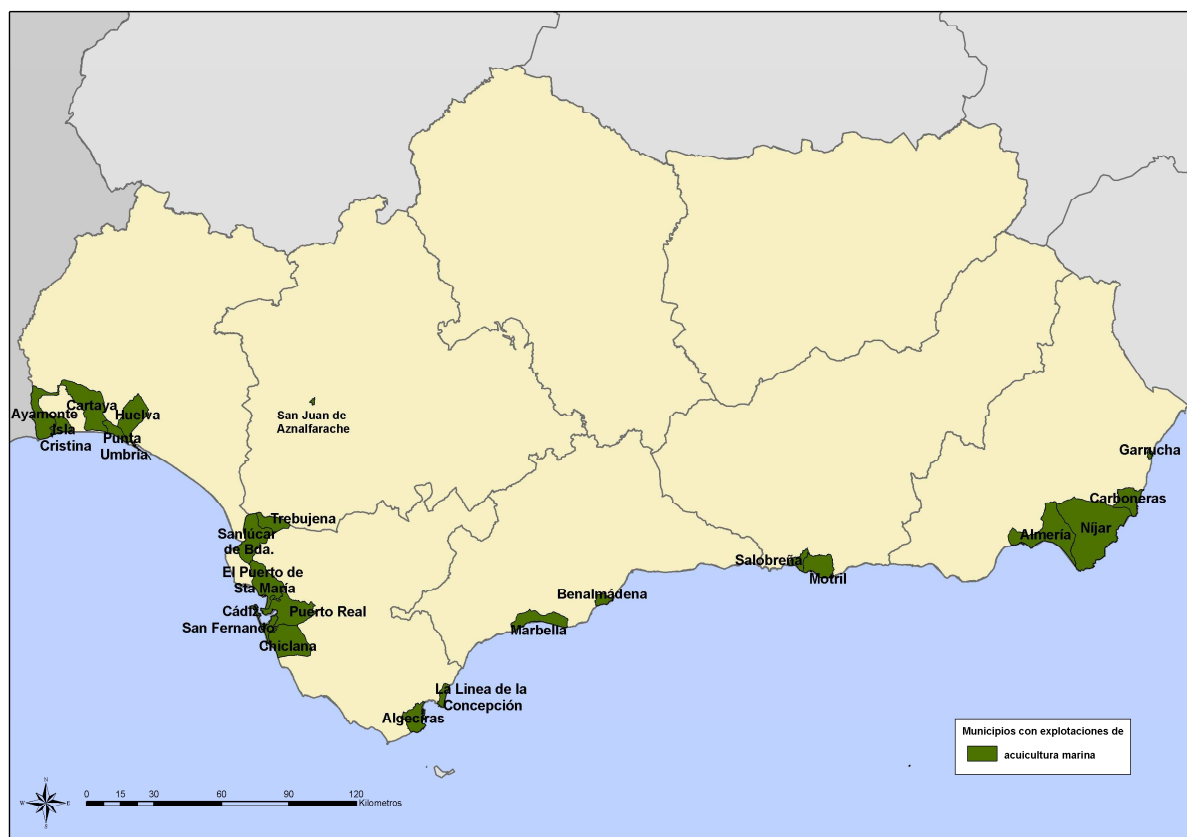 Ayamonte
Isla
Cristina
Cartaya
Huelva
Punta
Umbría
San Juan de
Aznalfarache
Trebujena
Sanlúcar
de Bda.
El Puerto de
Sta María
Cádiz
Puerto Real
San Fernando
Chiclana
La Linea de la
Concepción
Algeciras
Marbella
Benalmádena
Salobreña
Motril
Garrucha
Carboneras
Níjar
Almería
Municipios con explotaciones de
acuicultura marina
N
W E
S
0 15 30 60 90 120
Kilometros